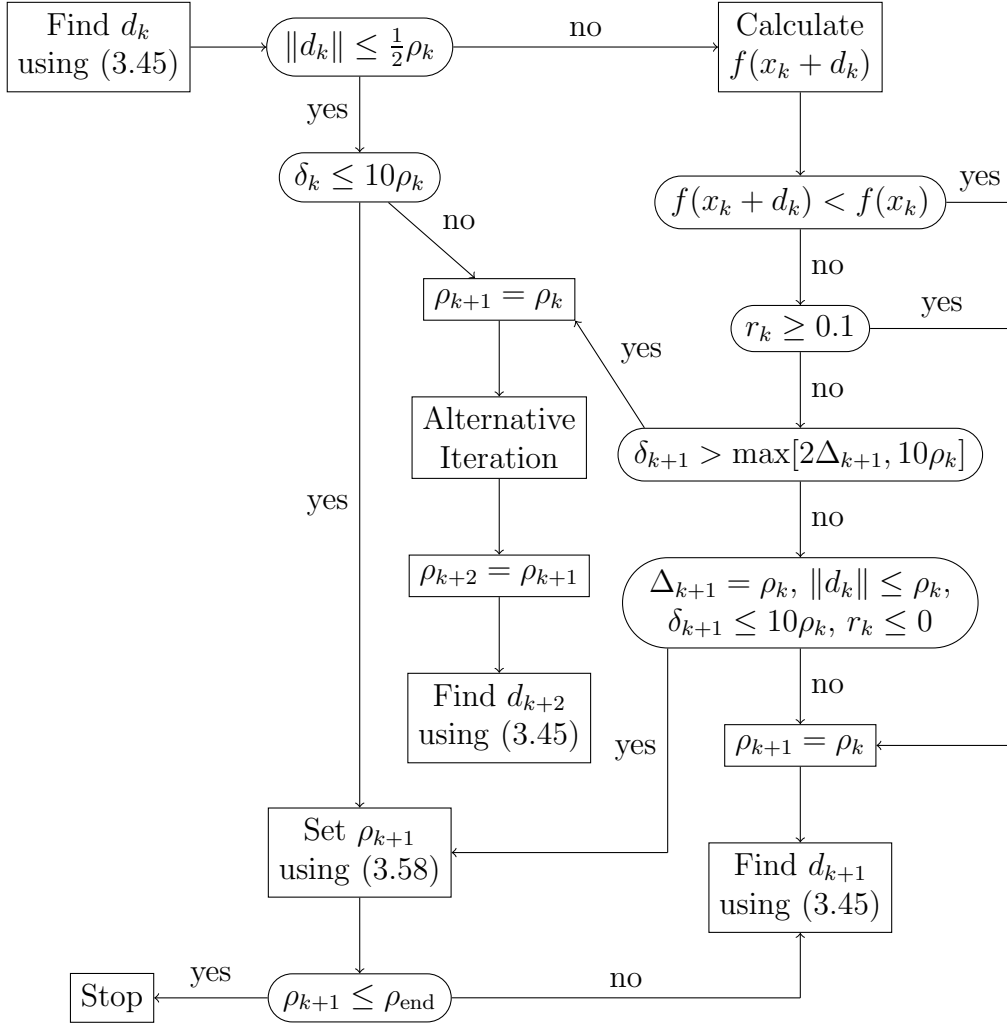 Find $d_k$
using (3.45)
$\|d_k\| \leq \frac{1}{2}\rho_k$
no
Calculate
$f(x_k + d_k)$
yes
$\delta_k \leq 10\rho_k$
$f(x_k + d_k) < f(x_k)$
yes
no
no
$\rho_{k+1} = \rho_k$
$r_k \geq 0.1$
yes
yes
no
Alternative
Iteration
$\delta_{k+1} > \max[2\Delta_{k+1}, 10\rho_k]$
yes
no
$\rho_{k+2} = \rho_{k+1}$
$\Delta_{k+1} = \rho_k, \|d_k\| \leq \rho_k,$
$\delta_{k+1} \leq 10\rho_k, r_k \leq 0$
Find $d_{k+2}$
using (3.45)
yes
no
$\rho_{k+1} = \rho_k$
Set $\rho_{k+1}$
using (3.58)
Find $d_{k+1}$
using (3.45)
Stop
yes
$\rho_{k+1} \leq \rho_{\text{end}}$
no